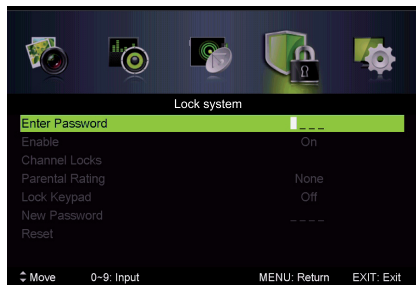 Lock system
Enter Password _ _ _
Enable On
Channel Locks
Parental Rating None
Lock Keypad Off
New Password _ _ _ _
Reset
Move 0~9: Input MENU: Return EXIT: Exit